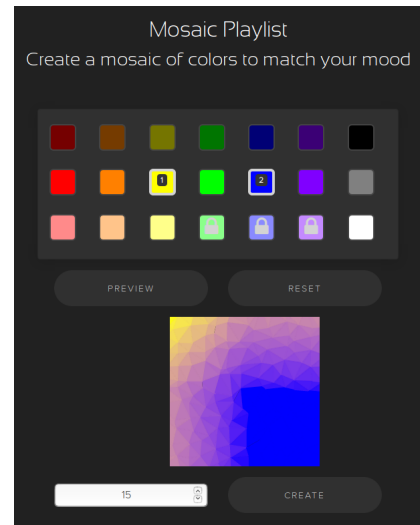 Mosaic Playlist
Create a mosaic of colors to match your mood
1
2
PREVIEW
RESET
15
CREATE